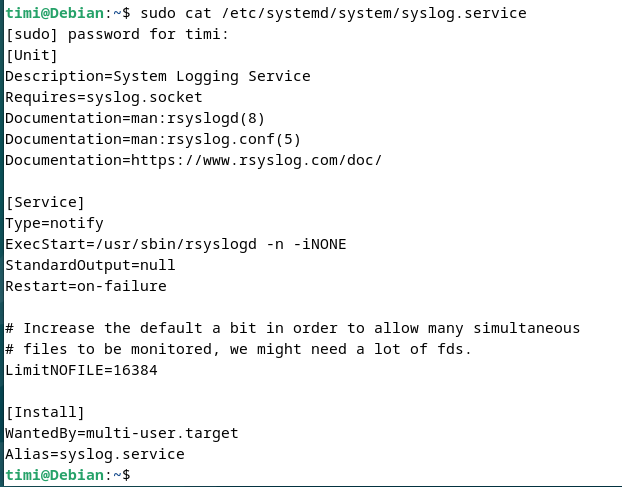 timi@Debian:~$ sudo cat /etc/systemd/system/syslog.service
[sudo] password for timi:
[Unit]
Description=System Logging Service
Requires=syslog.socket
Documentation=man:rsyslogd(8)
Documentation=man:rsyslog.conf(5)
Documentation=https://www.rsyslog.com/doc/

[Service]
Type=notify
ExecStart=/usr/sbin/rsyslogd -n -iNONE
StandardOutput=null
Restart=on-failure

# Increase the default a bit in order to allow many simultaneous
# files to be monitored, we might need a lot of fds.
LimitNOFILE=16384

[Install]
WantedBy=multi-user.target
Alias=syslog.service
timi@Debian:~$